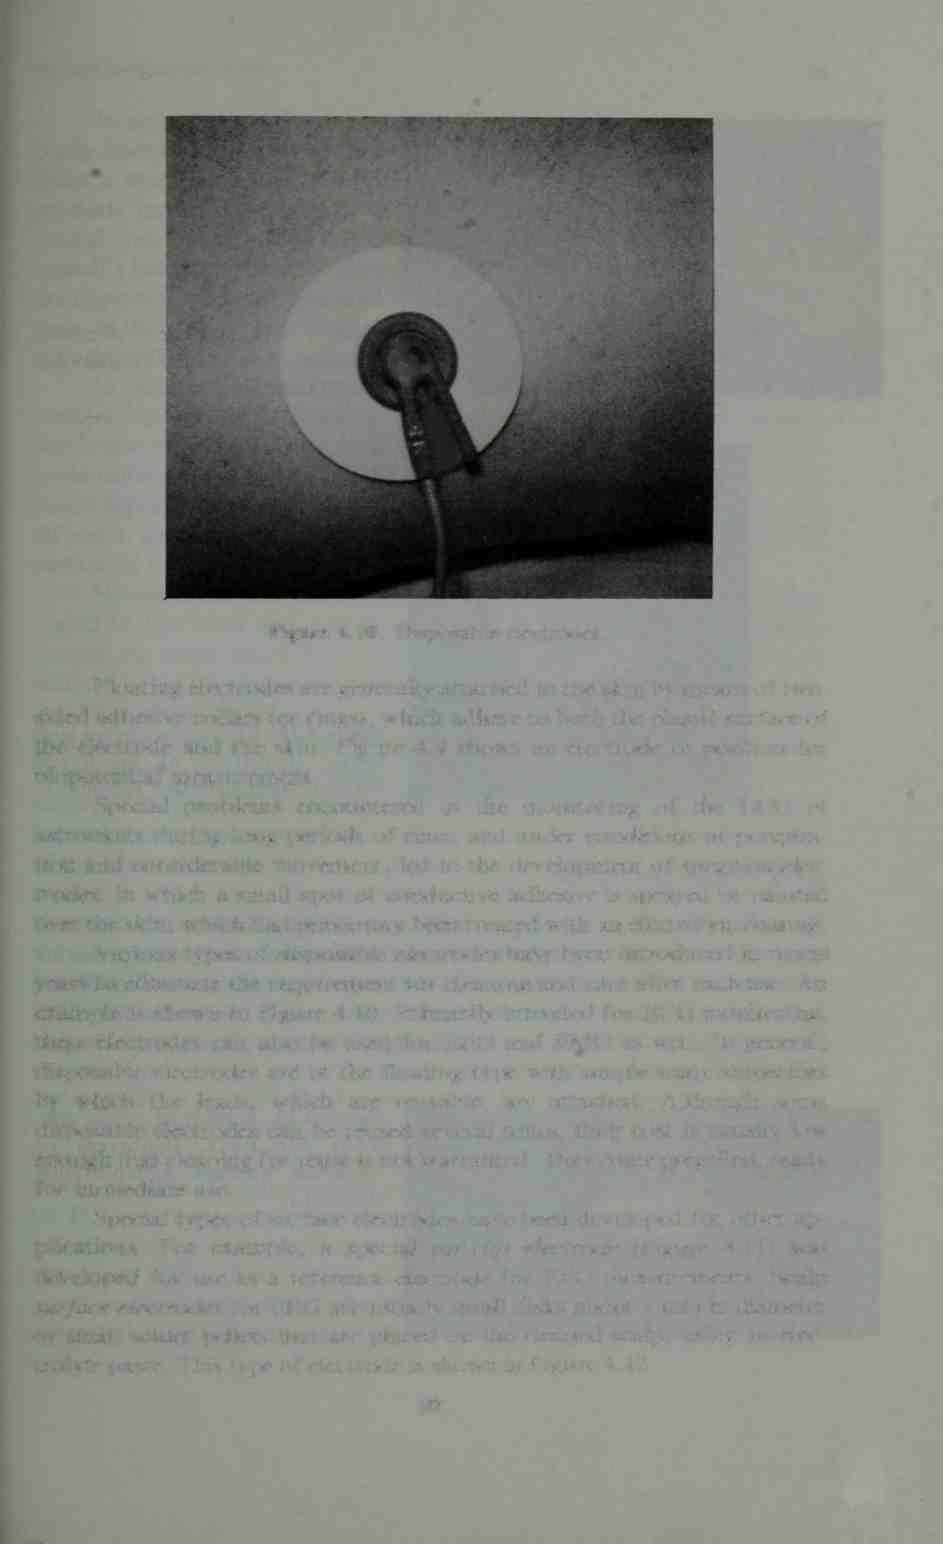 Figure 4.10. Disposable electrodes.
Floating electrodes are generally attached to the skin by means of two-
sided adhesive collars (or rings), which adhere to both the plastic surface of
the electrode and the skin. Figure 4.9 shows an electrode in position for
biopotential measurement.
Special problems encountered in the monitoring of the ECG of
astronauts during long periods of time, and under conditions of perspira-
tion and considerable movement, led to the development of spray-on elec-
trodes, in which a small spot of conductive adhesive is sprayed or painted
over the skin, which had previously been treated with an electrolyte coating.
Various types of disposable electrodes have been introduced in recent
years to eliminate the requirement for cleaning and care after each use. An
example is shown in Figure 4.10. Primarily intended for ECG monitoring,
these electrodes can also be used for EEG and EMG as well. In general,
disposable electrodes are of the floating type with simple snap connectors
by which the leads, which are reusable, are attached. Although some
disposable electrodes can be reused several times, their cost is usually low
enough that cleaning for reuse is not warranted. They come pregelled, ready
for immediate use.
Special types of surface electrodes have been developed for other ap-
plications. For example, a special ear-clip electrode (Figure 4.11) was
developed for use as a reference electrode for EEG measurements. Scalp
surface electrodes for EEG are usually small disks about 7 mm in diameter
or small solder pellets that are placed on the cleaned scalp, using an elec-
trolyte paste. This type of electrode is shown in Figure 4.12.